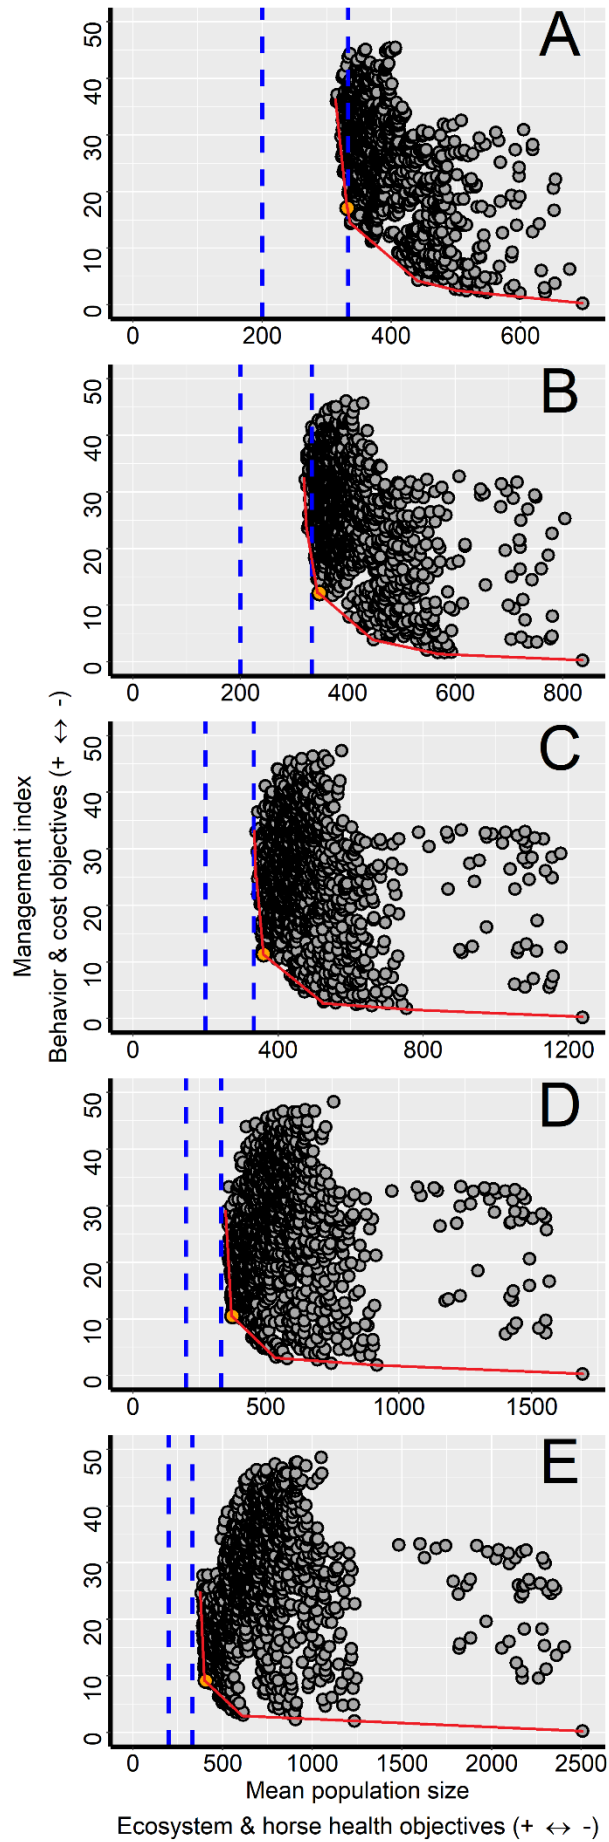 A
50
40
30
20
10
0
0 200 400 600
B
50
40
30
20
10
0
0 200 400 600 800
Management index
Behavior & cost objectives (+ ↔ -)
C
50
40
30
20
10
0
0 400 800 1200
D
50
40
30
20
10
0
0 500 1000 1500
E
50
40
30
20
10
0
0 500 1000 1500 2000 2500
Mean population size
Ecosystem & horse health objectives (+ ↔ -)